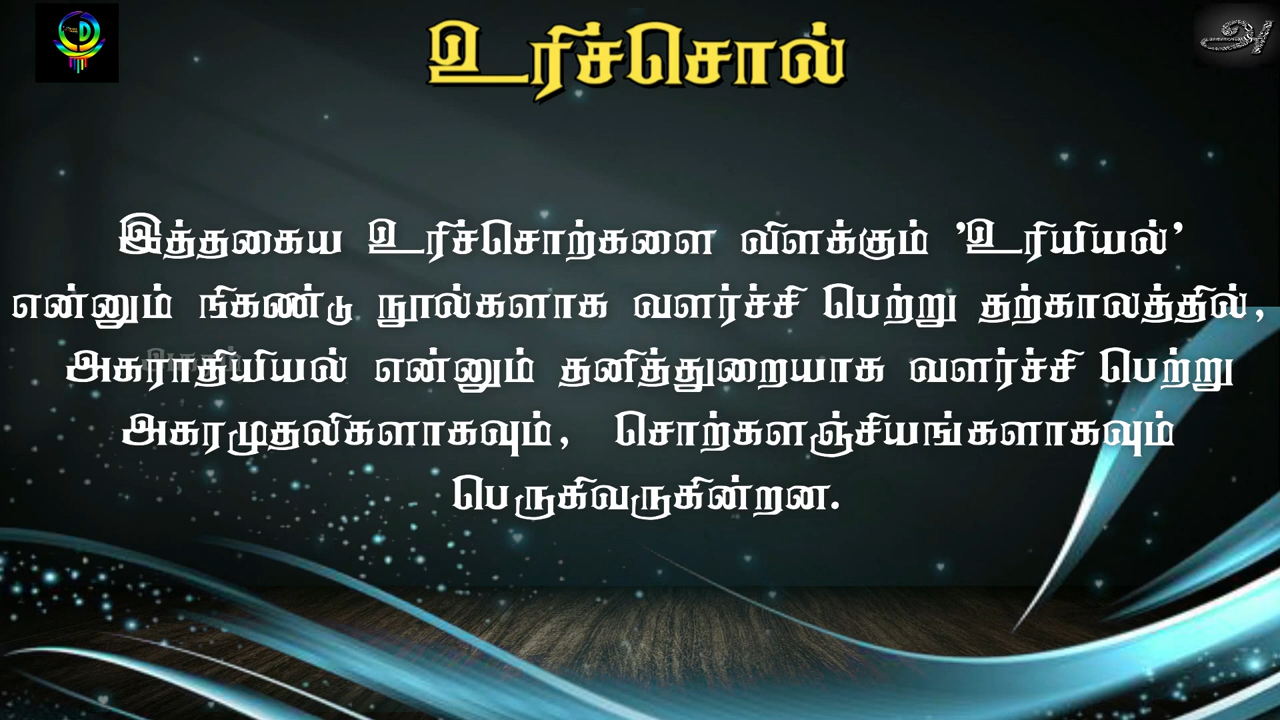 உரிச்சொல்
இத்தகைய உரிச்சொற்களை விளக்கும் 'உரியியல்'
என்னும் நிகண்டு நூல்களாக வளர்ச்சி பெற்று தற்காலத்தில்,
அகராதியியல் என்னும் தனித்துறையாக வளர்ச்சி பெற்று
அகரமுதலிகளாகவும், சொற்களஞ்சியங்களாகவும்
பெருகிவருகின்றன.